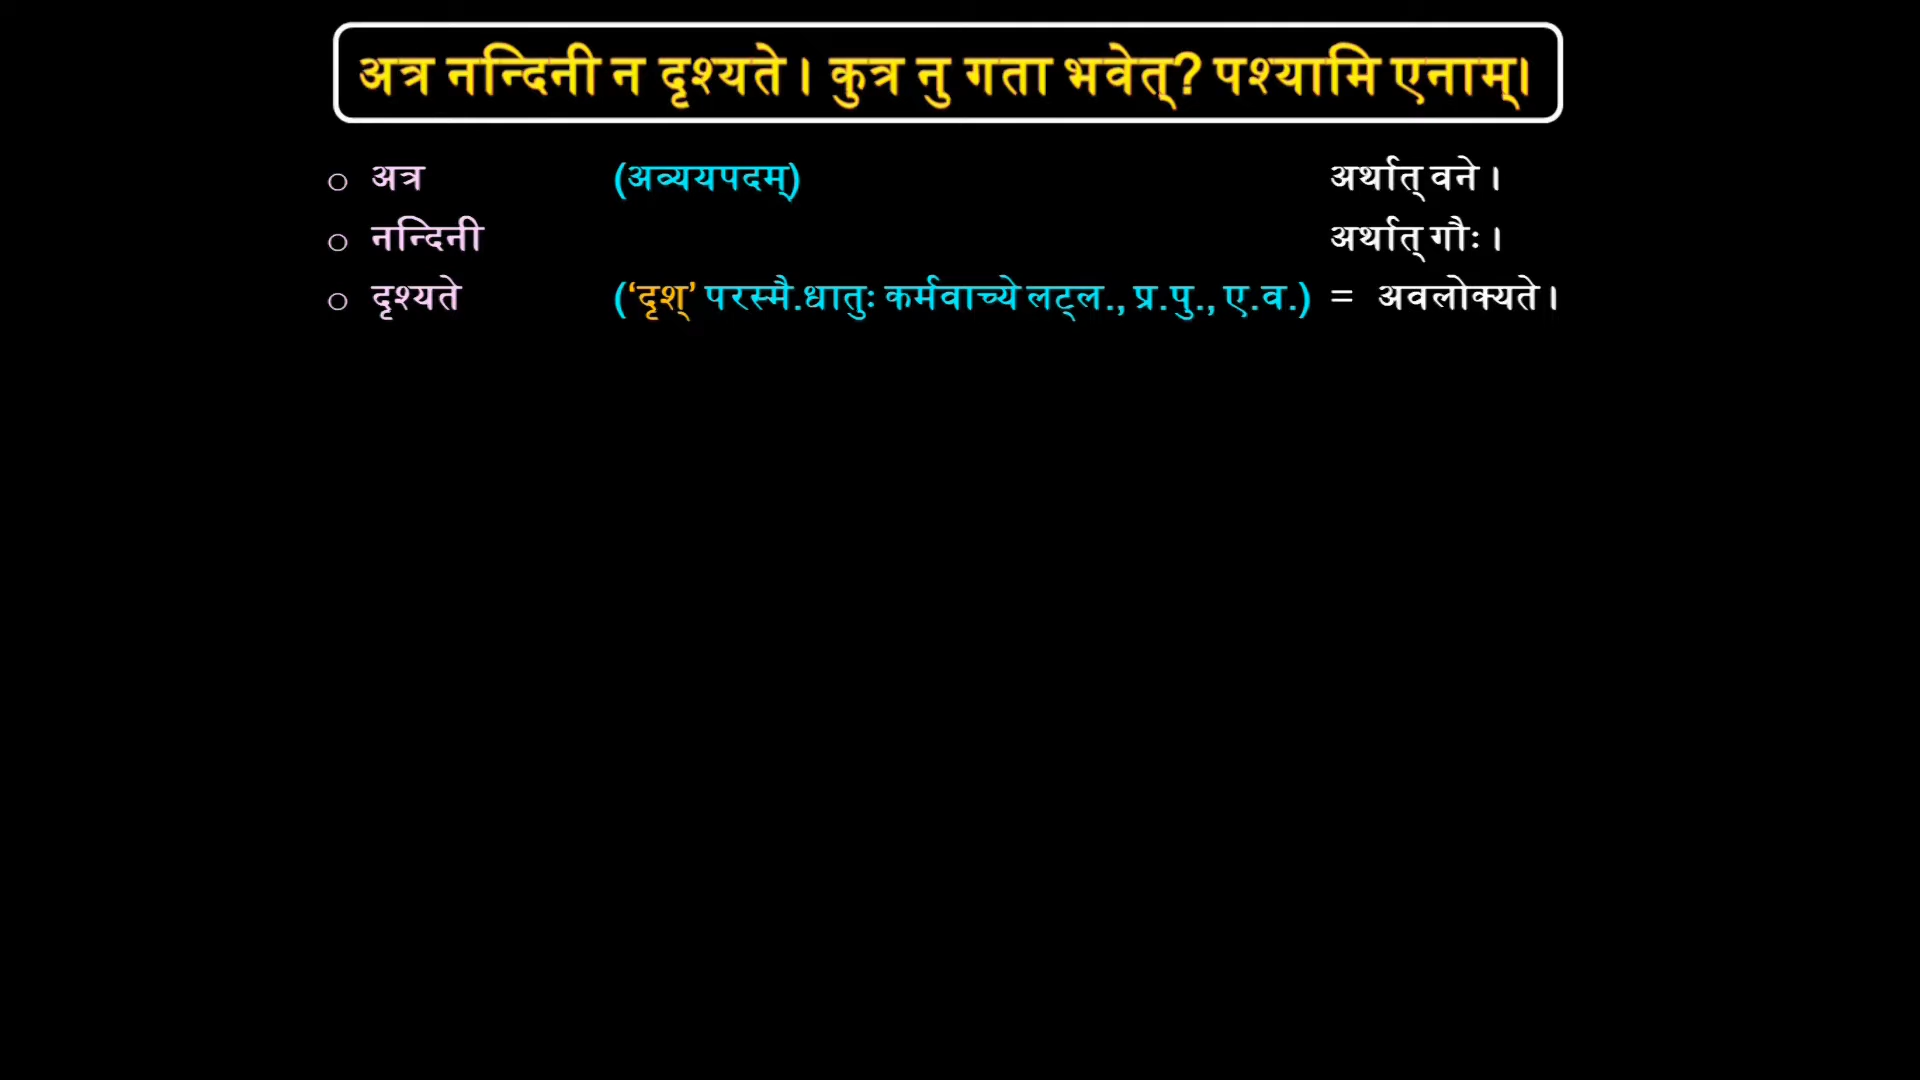 अत्र नन्दिनी न दृश्यते। कुत्र नु गता भवेत्? पश्यामि एनाम्।
○ अत्र (अव्ययपदम्) अर्थात् वने।
○ नन्दिनी अर्थात् गौः।
○ दृश्यते (‘दृश्’ परस्मै.धातुः कर्मवाच्ये लट्ल., प्र.पु., ए.व.) = अवलोक्यते।